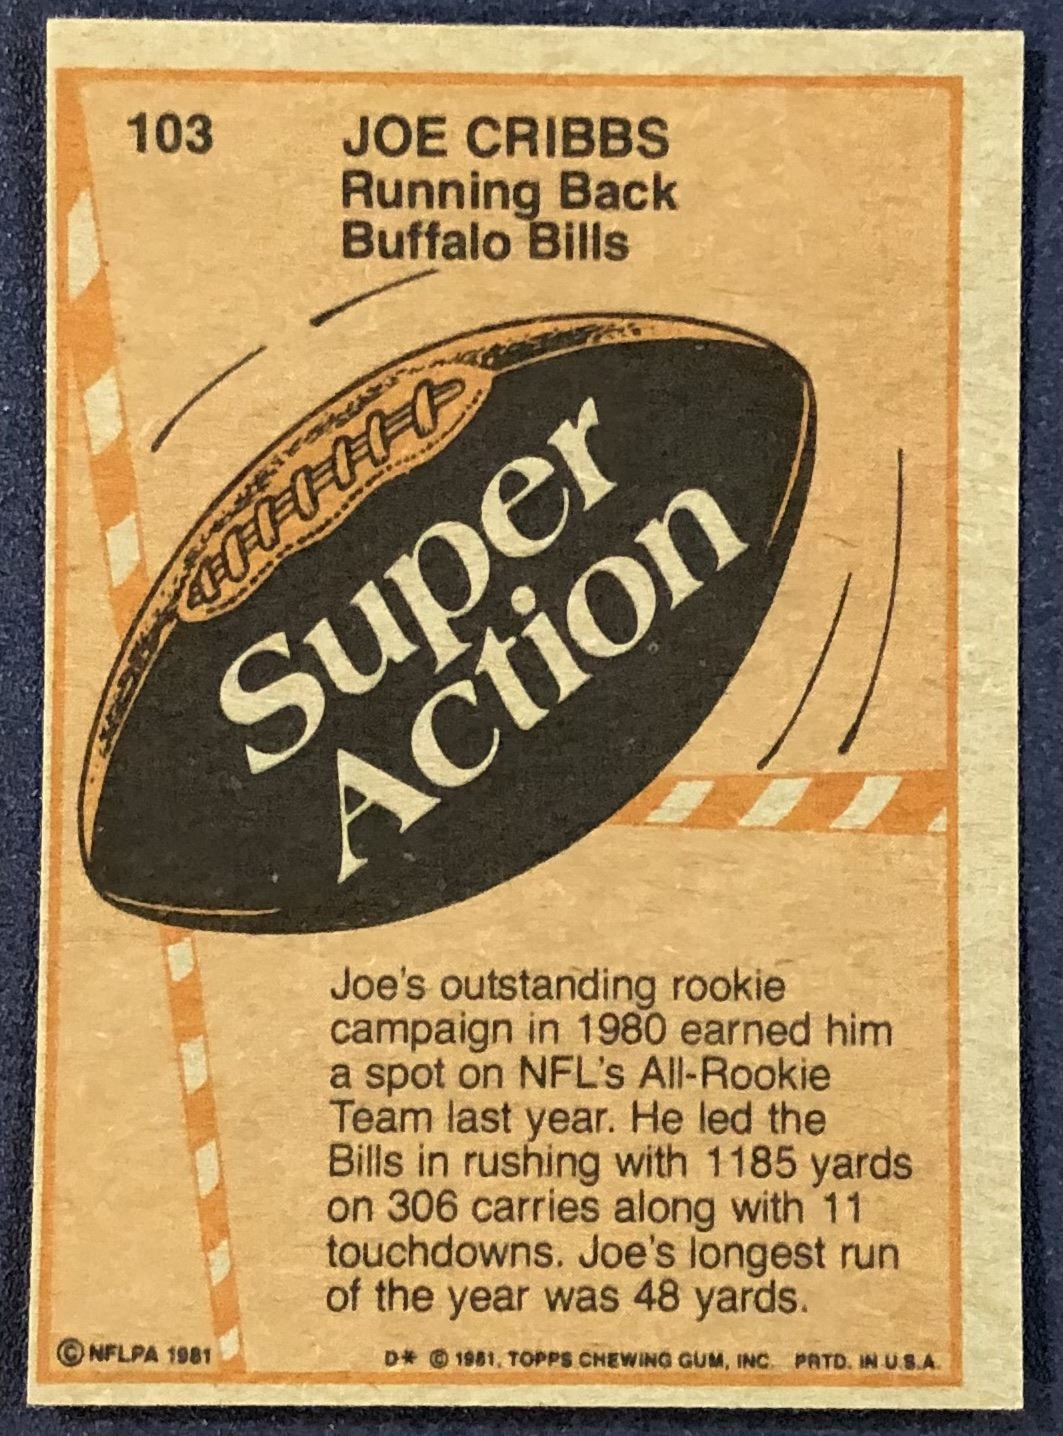 103
JOE CRIBBS
Running Back
Buffalo Bills
Super
Action
Joe's outstanding rookie
campaign in 1980 earned him
a spot on NFL's All-Rookie
Team last year. He led the
Bills in rushing with 1185 yards
on 306 carries along with 11
touchdowns. Joe's longest run
of the year was 48 yards.
© NFLPA 1981
D* © 1981, TOPPS CHEWING GUM, INC. PRTD. IN U.S.A.